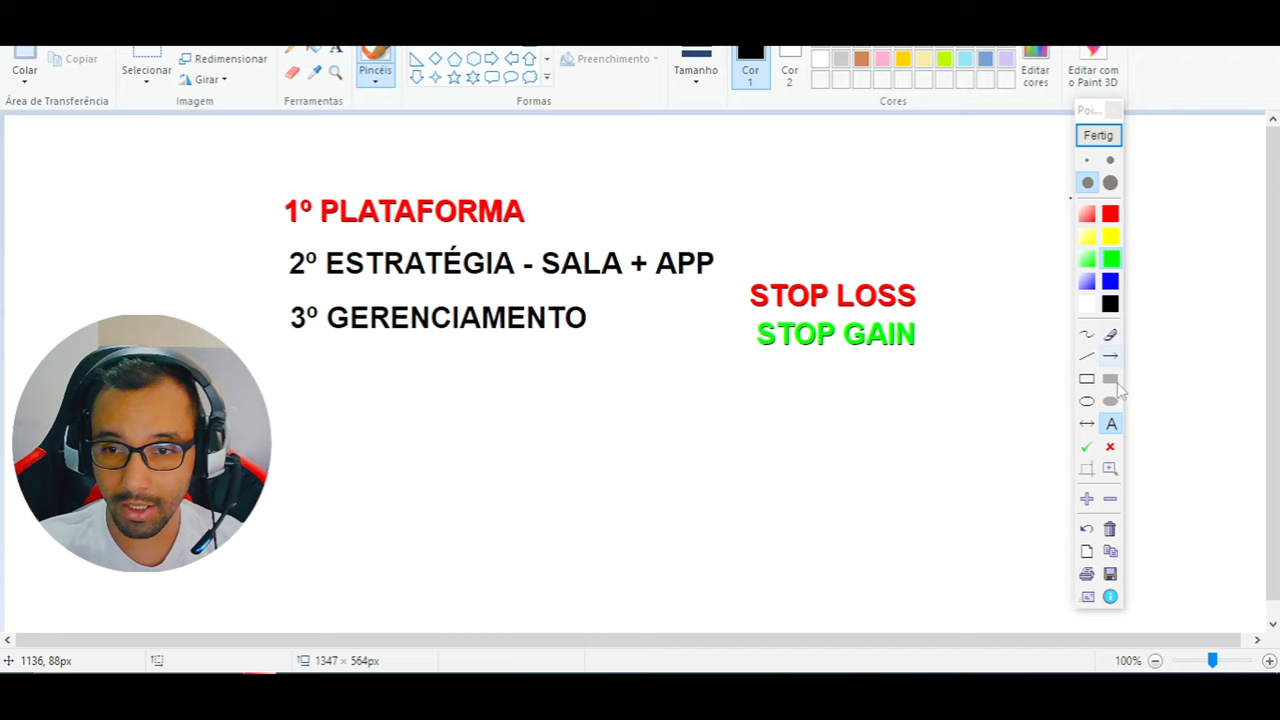 Copiar
Redimensionar
Colar
Selecionar
Girar
Pincéis
Preenchimento
Tamanho
Cor
1
Cor
2
Editar
cores
Editar com
o Paint 3D
Área de Transferência
Imagem
Ferramentas
Formas
Cores
Poi...
Fertig
1º PLATAFORMA
2º ESTRATÉGIA - SALA + APP
3º GERENCIAMENTO
STOP LOSS
STOP GAIN
A
1136, 88px
1347 × 564px
100%